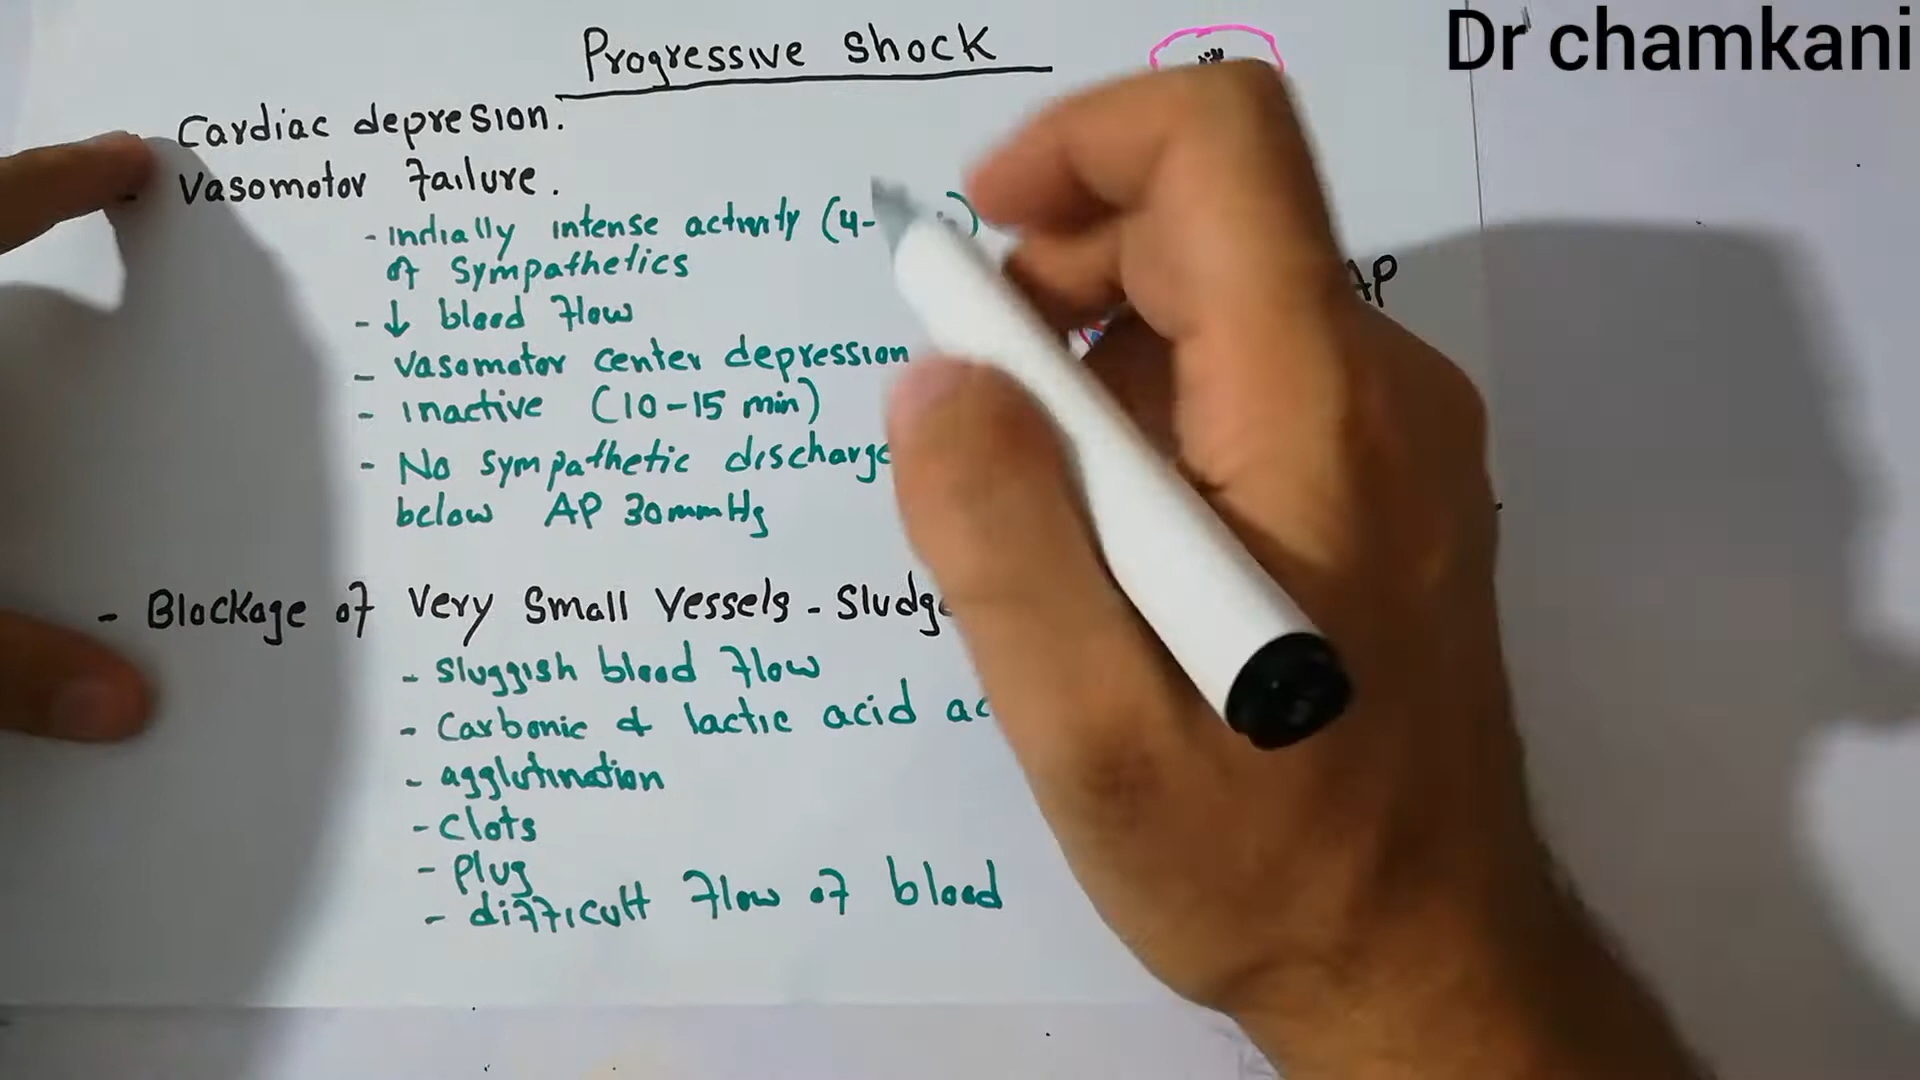 Progressive shock
Dr chamkani
Cardiac depresion.
- Vasomotor failure.
- Indially intense activity (4-
of sympathetics
- ↓ blood flow
- Vasomotor center depression
- inactive (10-15 min)
- No sympathetic discharge
below AP 30mmHg
AP
- Blockage of Very Small Vessels - Sludge
- Sluggish blood flow
- Carbonic & lactic acid ac
- agglutination
- Clots
- Plug
- difficult flow of blood